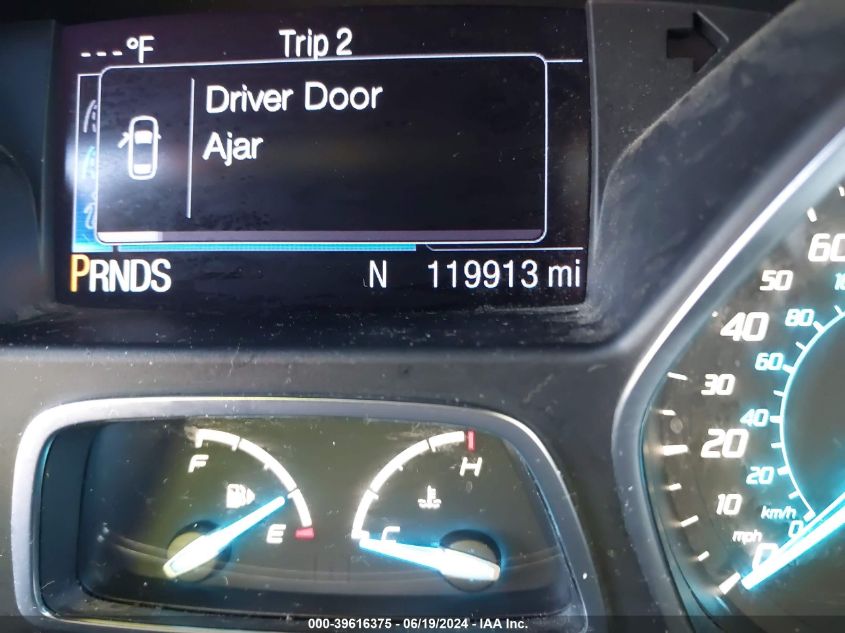 ---°F Trip 2
Driver Door
Ajar
PRNDS N 119913 mi
60
50
40 80
60
30
40
20
20
10
km/h
0
mph
0
F H
E C
000-39616375 - 06/19/2024 - IAA Inc.